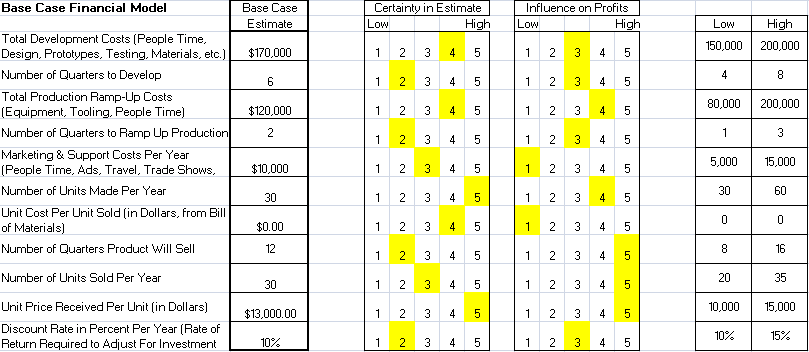 Base Case Financial Model Base Case Certainty in Estimate Influence on Profits
Estimate Low High Low High Low High
Total Development Costs (People Time,
Design, Prototypes, Testing, Materials, etc.) $170,000 1 2 3 4 5 1 2 3 4 5 150,000 200,000
Number of Quarters to Develop 6 1 2 3 4 5 1 2 3 4 5 4 8
Total Production Ramp-Up Costs
(Equipment, Tooling, People Time) $120,000 1 2 3 4 5 1 2 3 4 5 80,000 200,000
Number of Quarters to Ramp Up Production 2 1 2 3 4 5 1 2 3 4 5 1 3
Marketing & Support Costs Per Year
(People Time, Ads, Travel, Trade Shows, $10,000 1 2 3 4 5 1 2 3 4 5 5,000 15,000
Number of Units Made Per Year 30 1 2 3 4 5 1 2 3 4 5 30 60
Unit Cost Per Unit Sold (in Dollars, from Bill
of Materials) $0.00 1 2 3 4 5 1 2 3 4 5 0 0
Number of Quarters Product Will Sell 12 1 2 3 4 5 1 2 3 4 5 8 16
Number of Units Sold Per Year 30 1 2 3 4 5 1 2 3 4 5 20 35
Unit Price Received Per Unit (in Dollars) $13,000.00 1 2 3 4 5 1 2 3 4 5 10,000 15,000
Discount Rate in Percent Per Year (Rate of
Return Required to Adjust For Investment 10% 1 2 3 4 5 1 2 3 4 5 10% 15%